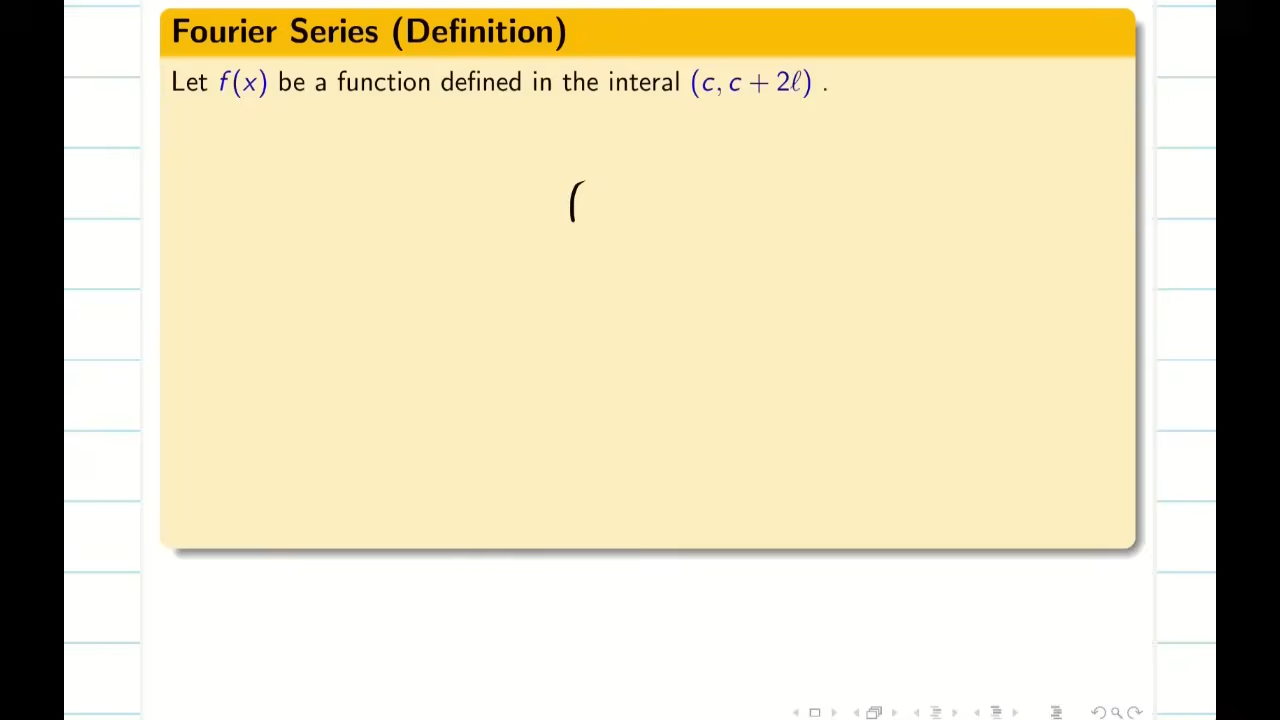 Fourier Series (Definition)
Let f(x) be a function defined in the interal (c, c + 2ℓ) .
(